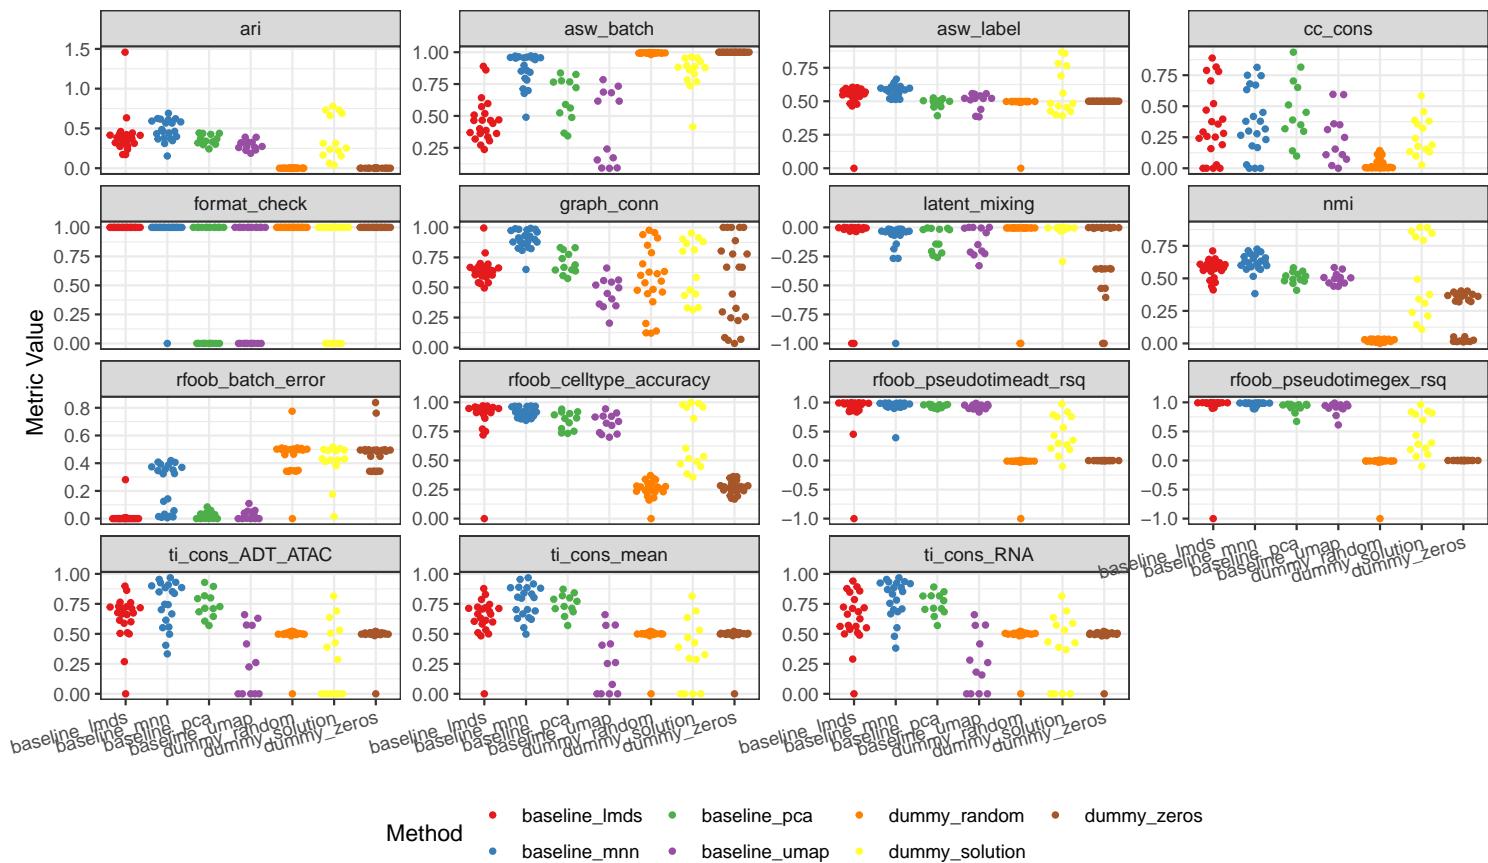 ari
asw_batch
asw_label
cc_cons
1.5
1.0
0.5
0.0
1.00
0.75
0.50
0.25
0.75
0.50
0.25
0.00
0.75
0.50
0.25
0.00
format_check
graph_conn
latent_mixing
nmi
1.00
0.75
0.50
0.25
0.00
1.00
0.75
0.50
0.25
0.00
0.00
−0.25
−0.50
−0.75
−1.00
0.75
0.50
0.25
0.00
Metric Value
rfoob_batch_error
rfoob_celltype_accuracy
rfoob_pseudotimeadt_rsq
rfoob_pseudotimegex_rsq
0.8
0.6
0.4
0.2
0.0
1.00
0.75
0.50
0.25
0.00
1.0
0.5
0.0
−0.5
−1.0
1.0
0.5
0.0
−0.5
−1.0
ti_cons_ADT_ATAC
ti_cons_mean
ti_cons_RNA
1.00
0.75
0.50
0.25
0.00
1.00
0.75
0.50
0.25
0.00
1.00
0.75
0.50
0.25
0.00
baseline_lmds
baseline_mnn
baseline_pca
baseline_umap
dummy_random
dummy_solution
dummy_zeros
baseline_lmds
baseline_mnn
baseline_pca
baseline_umap
dummy_random
dummy_solution
dummy_zeros
baseline_lmds
baseline_mnn
baseline_pca
baseline_umap
dummy_random
dummy_solution
dummy_zeros
baseline_lmds
baseline_mnn
baseline_pca
baseline_umap
dummy_random
dummy_solution
dummy_zeros
Method
baseline_lmds
baseline_pca
dummy_random
dummy_zeros
baseline_mnn
baseline_umap
dummy_solution